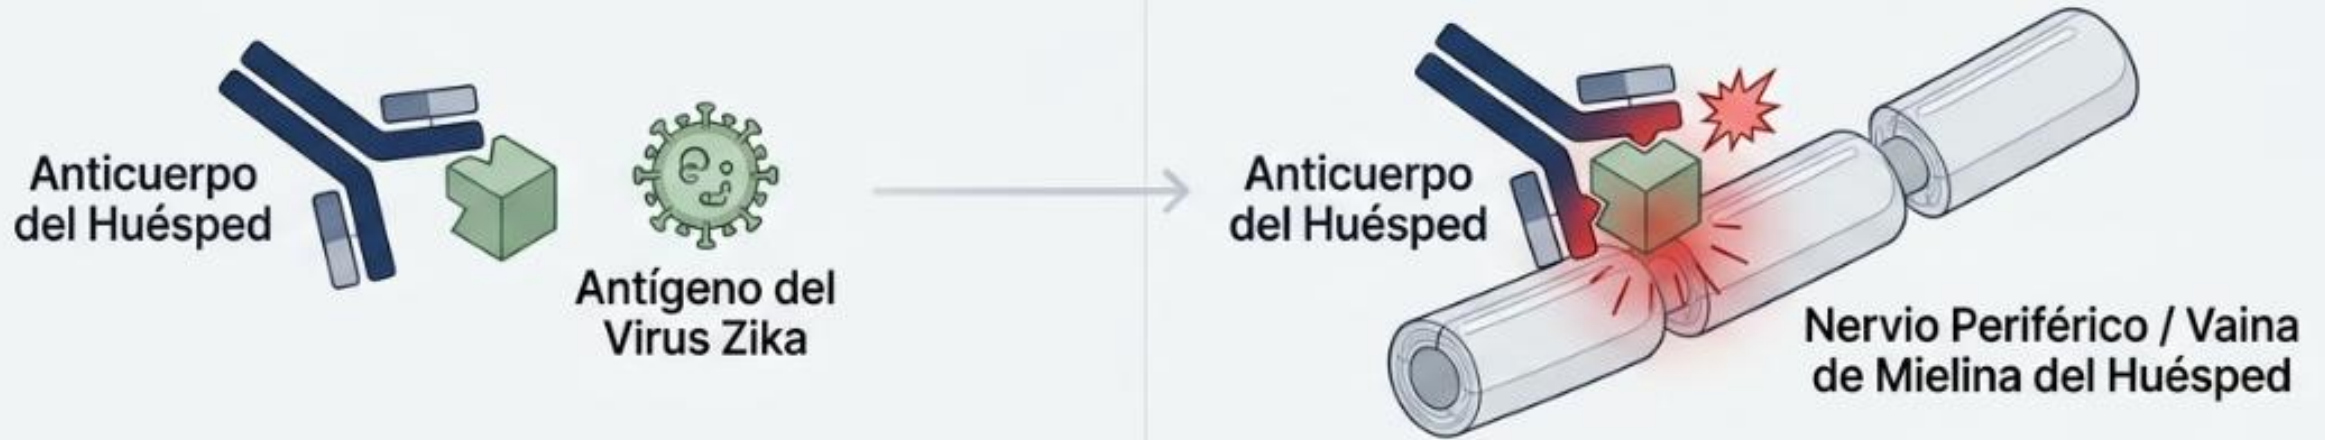 Anticuerpo
del Huésped
Antígeno del
Virus Zika
Anticuerpo
del Huésped
Nervio Periférico / Vaina
de Mielina del Huésped